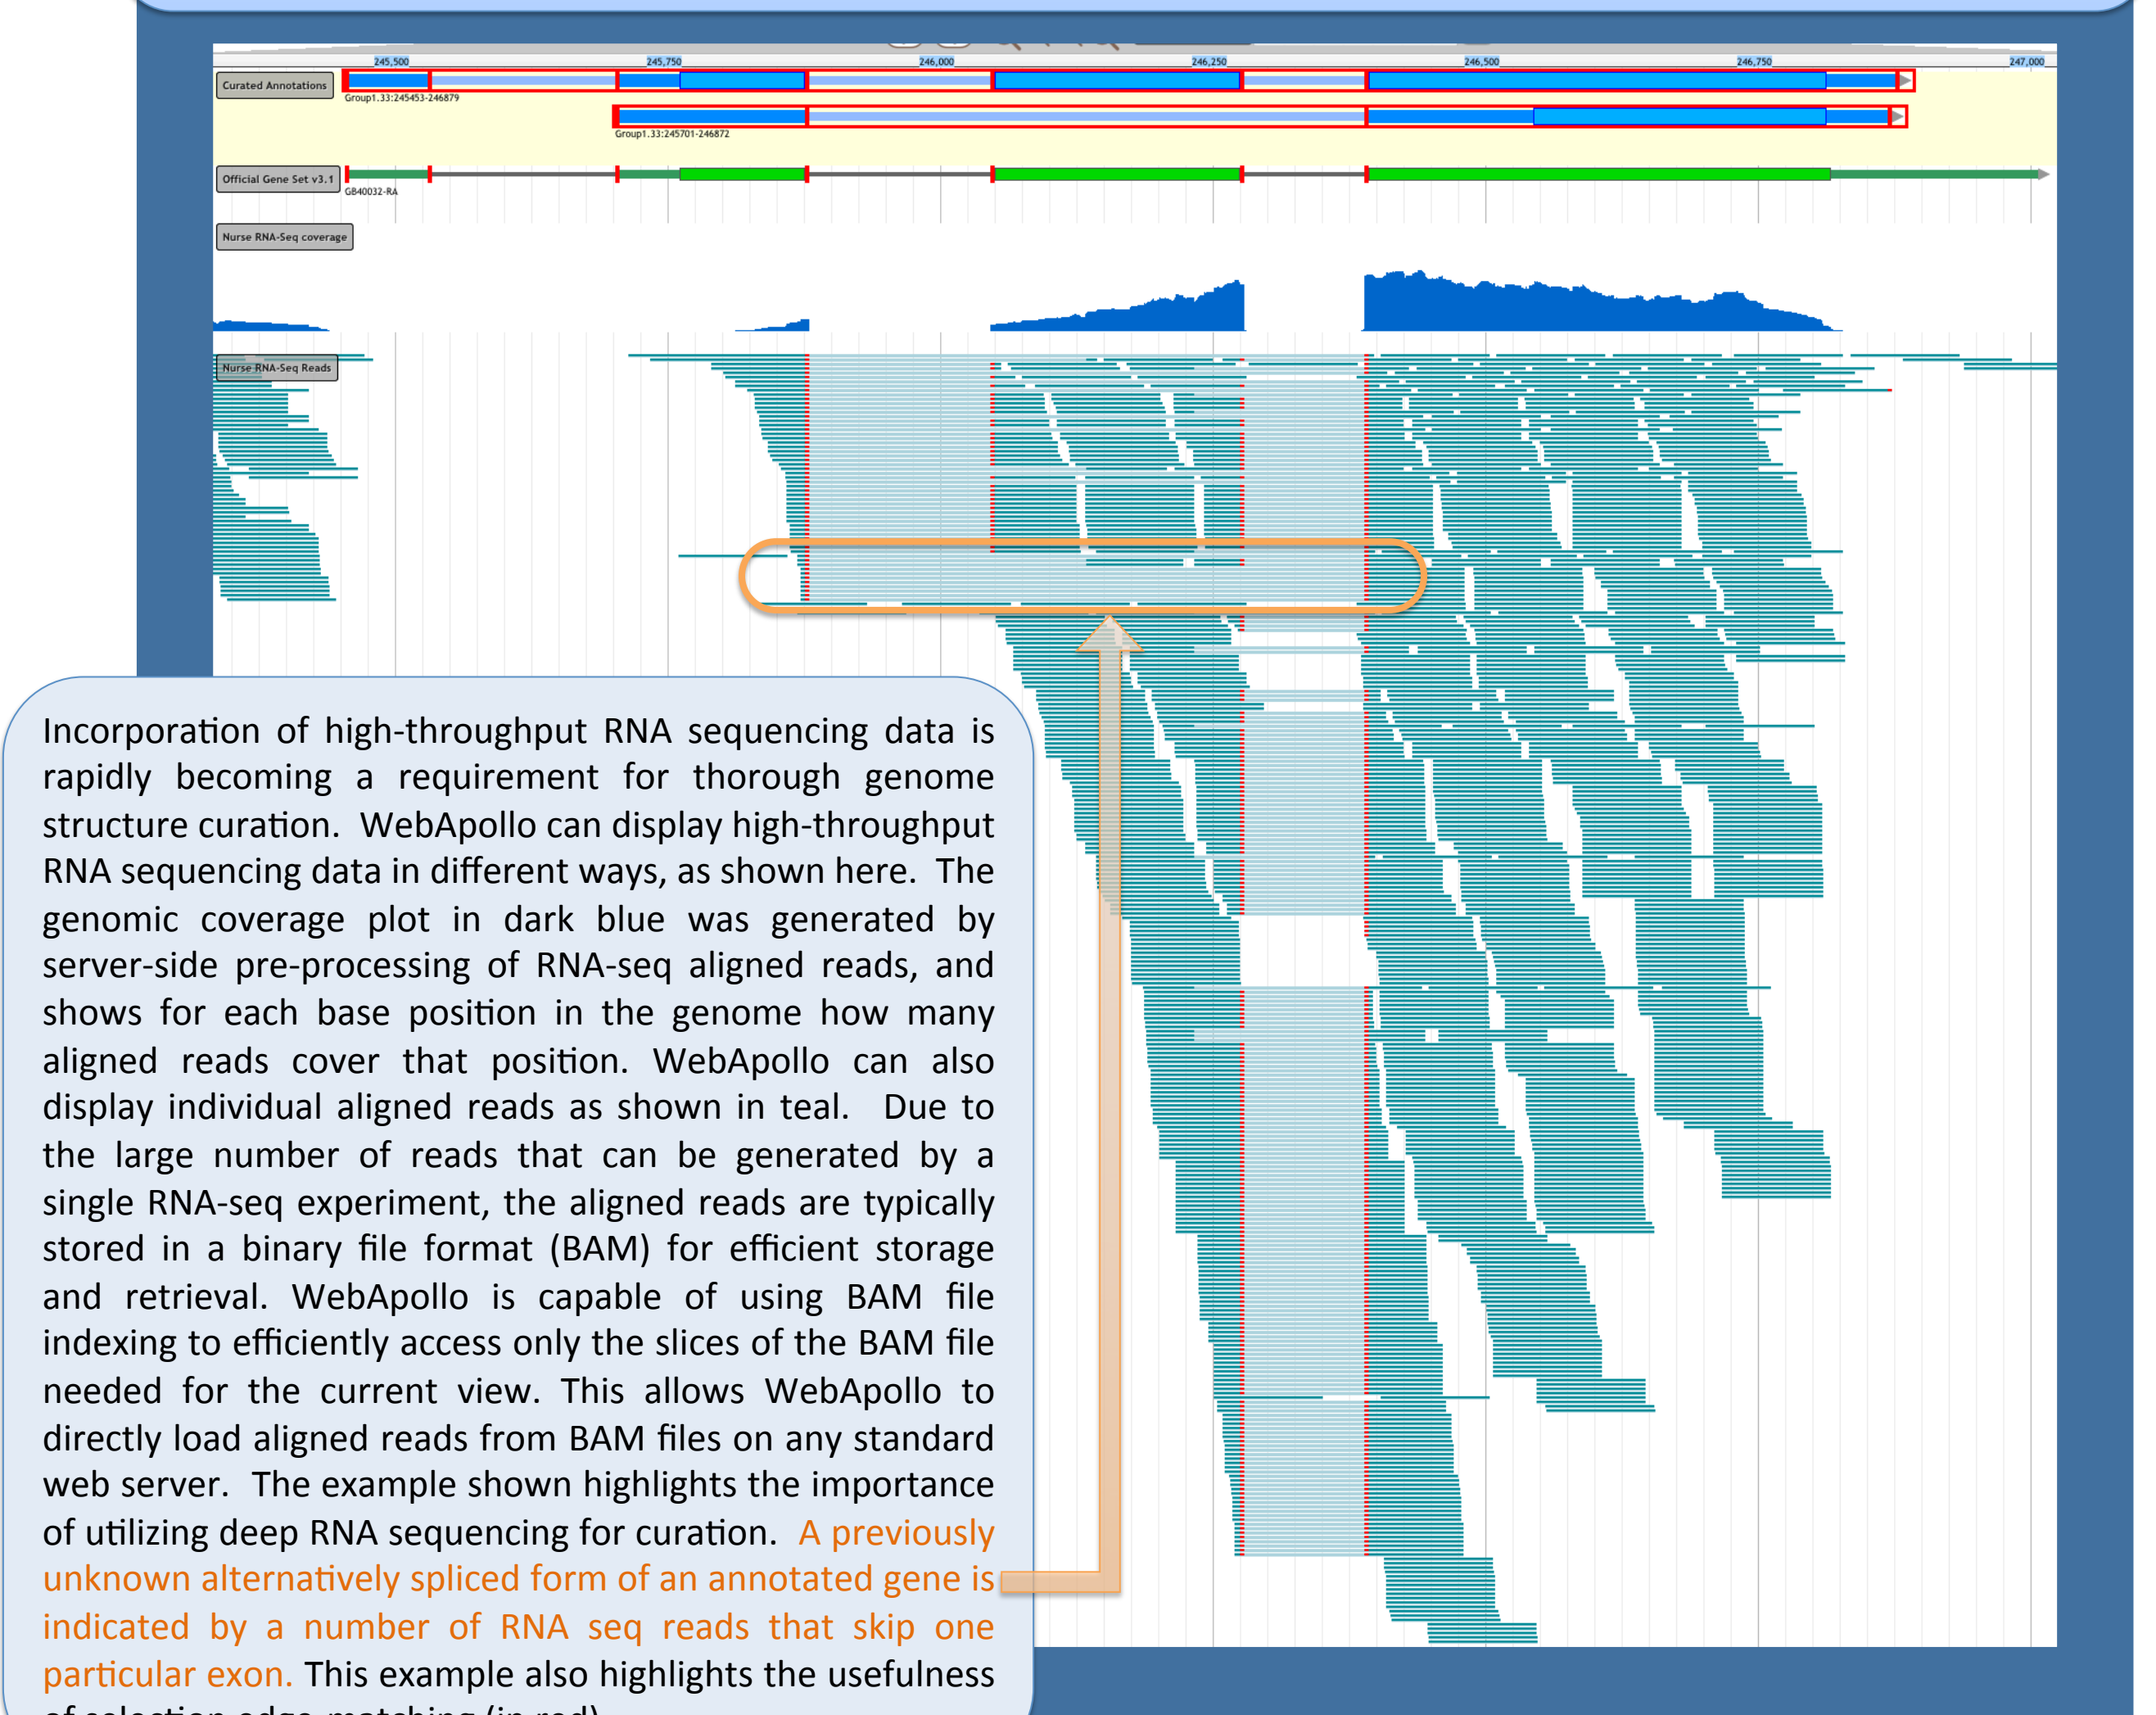 245,500 245,750 246,000 246,250 246,500 246,750 247,000
Curated Annotations
Group1.33:245453-246879
Group1.33:245701-246872
Official Gene Set v3.1
GB40032-RA
Nurse RNA-Seq coverage
Nurse RNA-Seq Reads
Incorporation of high-throughput RNA sequencing data is
rapidly becoming a requirement for thorough genome
structure curation. WebApollo can display high-throughput
RNA sequencing data in different ways, as shown here. The
genomic coverage plot in dark blue was generated by
server-side pre-processing of RNA-seq aligned reads, and
shows for each base position in the genome how many
aligned reads cover that position. WebApollo can also
display individual aligned reads as shown in teal. Due to
the large number of reads that can be generated by a
single RNA-seq experiment, the aligned reads are typically
stored in a binary file format (BAM) for efficient storage
and retrieval. WebApollo is capable of using BAM file
indexing to efficiently access only the slices of the BAM file
needed for the current view. This allows WebApollo to
directly load aligned reads from BAM files on any standard
web server. The example shown highlights the importance
of utilizing deep RNA sequencing for curation. A previously
unknown alternatively spliced form of an annotated gene is
indicated by a number of RNA seq reads that skip one
particular exon. This example also highlights the usefulness
of selection edge-matching (in red)